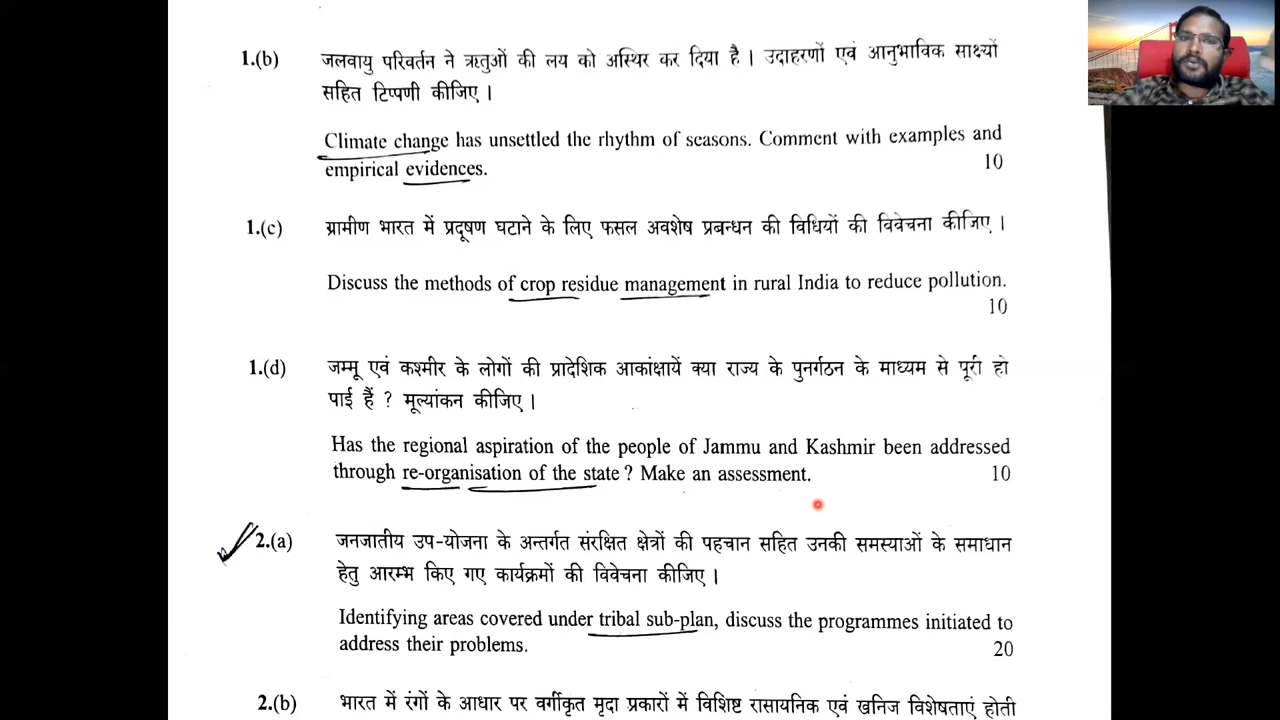 1.(b) जलवायु परिवर्तन ने ऋतुओं की लय को अस्थिर कर दिया है । उदाहरणों एवं आनुभाविक साक्ष्यों
सहित टिप्पणी कीजिए ।
Climate change has unsettled the rhythm of seasons. Comment with examples and
empirical evidences. 10
1.(c) ग्रामीण भारत में प्रदूषण घटाने के लिए फसल अवशेष प्रबन्धन की विधियों की विवेचना कीजिए ।
Discuss the methods of crop residue management in rural India to reduce pollution.
10
1.(d) जम्मू एवं कश्मीर के लोगों की प्रादेशिक आकांक्षायें क्या राज्य के पुनर्गठन के माध्यम से पूरी हो
पाई हैं ? मूल्यांकन कीजिए ।
Has the regional aspiration of the people of Jammu and Kashmir been addressed
through re-organisation of the state ? Make an assessment. 10
2.(a) जनजातीय उप-योजना के अन्तर्गत संरक्षित क्षेत्रों की पहचान सहित उनकी समस्याओं के समाधान
हेतु आरम्भ किए गए कार्यक्रमों की विवेचना कीजिए ।
Identifying areas covered under tribal sub-plan, discuss the programmes initiated to
address their problems. 20
2.(b) भारत में रंगों के आधार पर वर्गीकृत मृदा प्रकारों में विशिष्ट रासायनिक एवं खनिज विशेषताएं होती